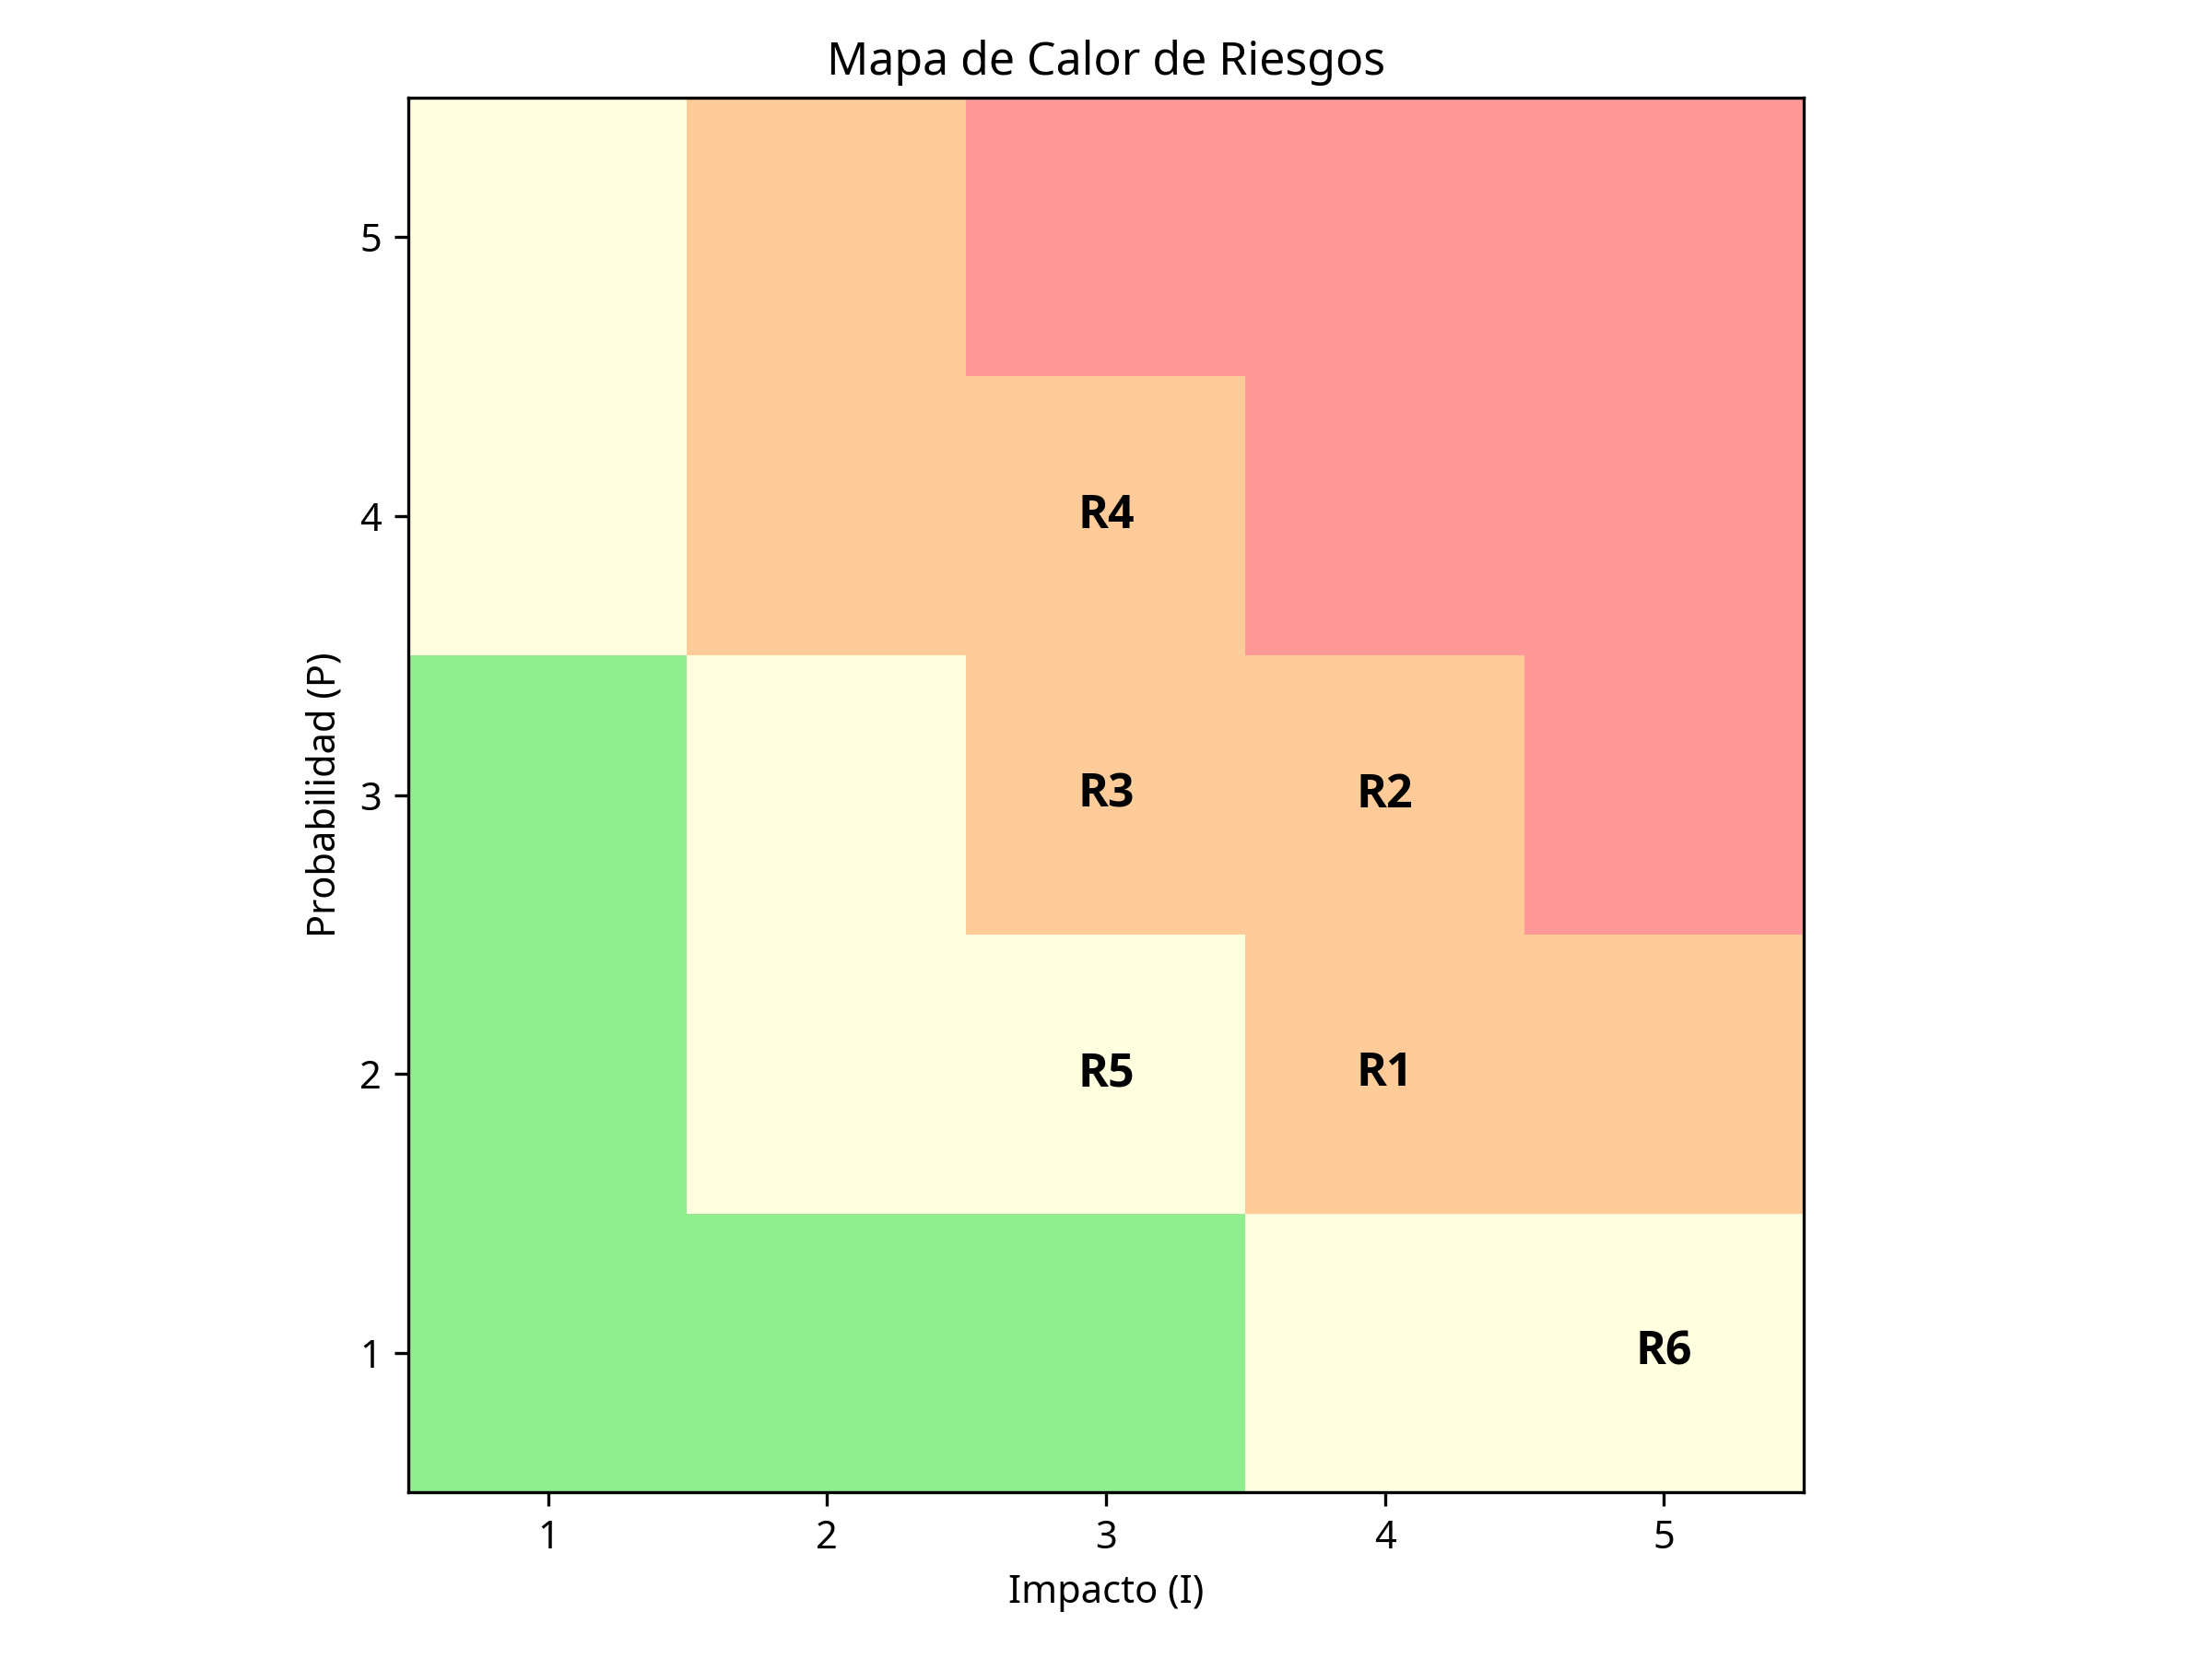 Mapa de Calor de Riesgos
Probabilidad (P)
5
4
R4
3
R3 R2
2
R5 R1
1
R6
1 2 3 4 5
Impacto (I)